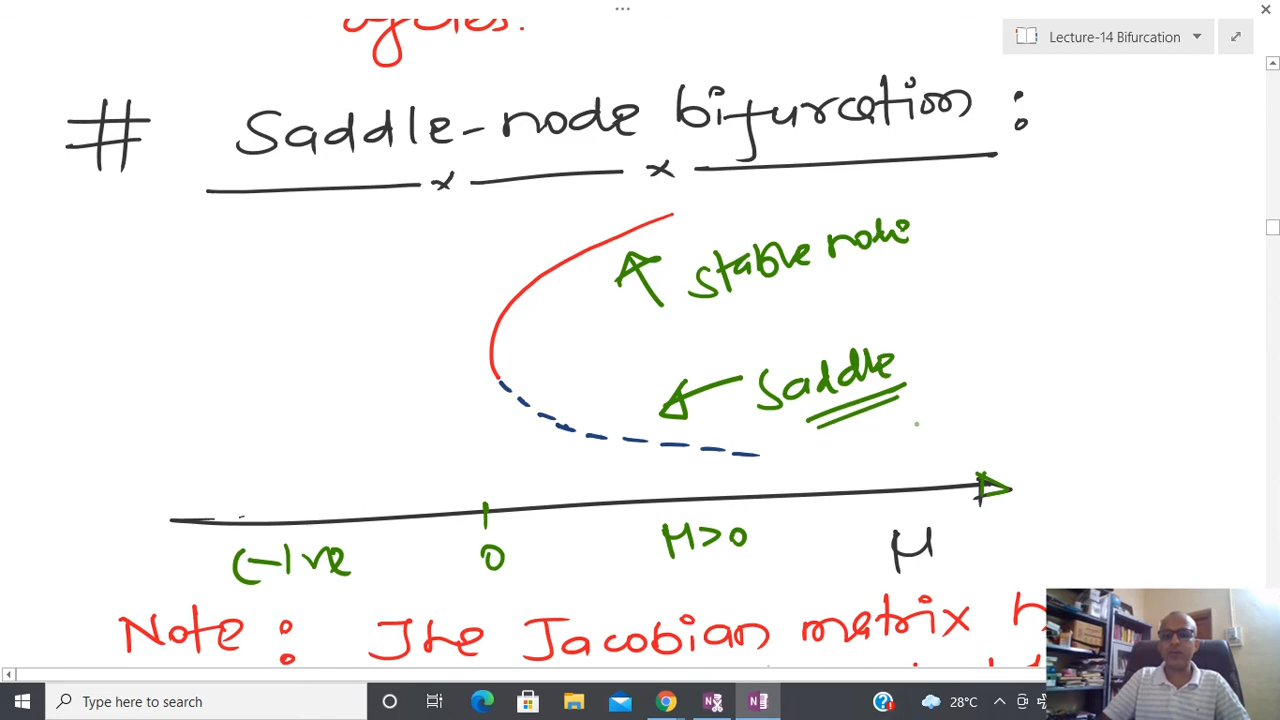 cycles.
Lecture-14 Bifurcation
# Saddle-node bifurcation :
stable node
saddle
(-)ve
0
μ>0
μ
Note : The Jacobian matrix
Type here to search
28°C